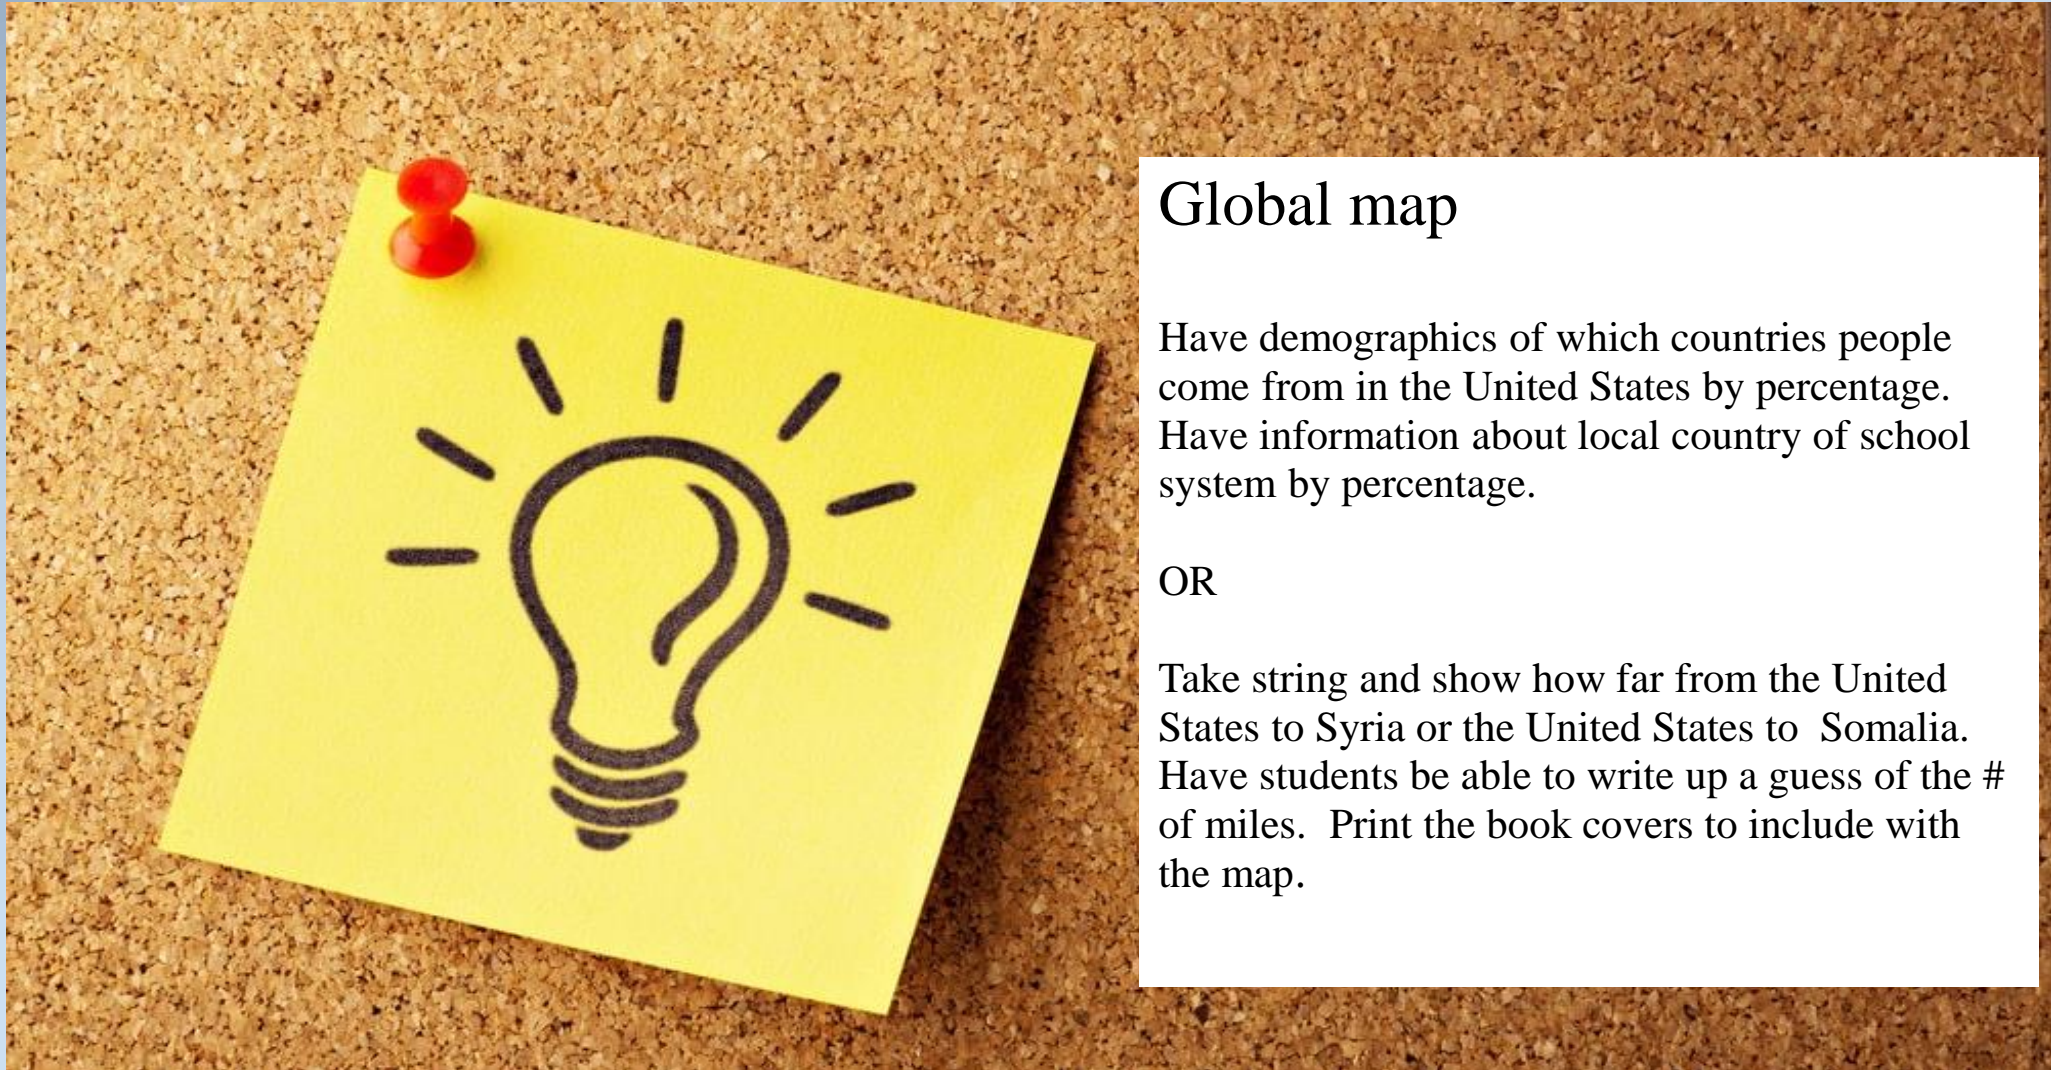 Global map
Have demographics of which countries people
come from in the United States by percentage.
Have information about local country of school
system by percentage.
OR
Take string and show how far from the United
States to Syria or the United States to  Somalia.
Have students be able to write up a guess of the #
of miles.  Print the book covers to include with
the map.